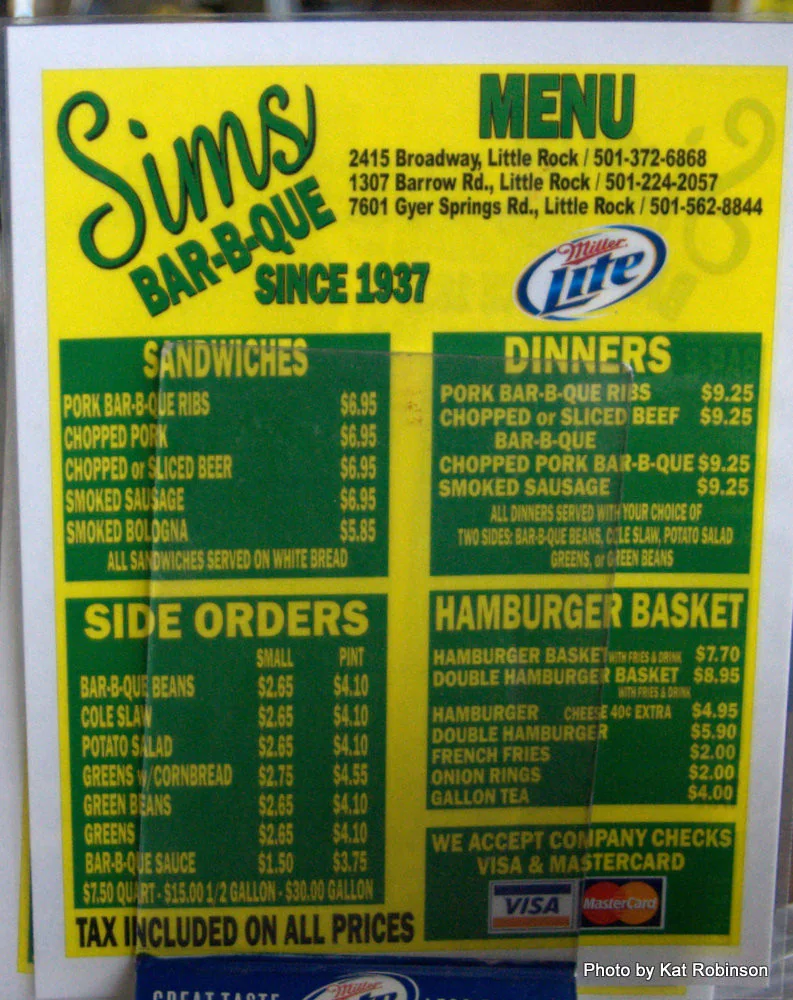 Sims
BAR-B-QUE
SINCE 1937
MENU
2415 Broadway, Little Rock / 501-372-6868
1307 Barrow Rd., Little Rock / 501-224-2057
7601 Gyer Springs Rd., Little Rock / 501-562-8844
Miller
Lite
SANDWICHES
PORK BAR-B-QUE RIBS $6.95
CHOPPED PORK $6.95
CHOPPED or SLICED BEER $6.95
SMOKED SAUSAGE $6.95
SMOKED BOLOGNA $5.85
ALL SANDWICHES SERVED ON WHITE BREAD
DINNERS
PORK BAR-B-QUE RIBS $9.25
CHOPPED or SLICED BEEF $9.25
BAR-B-QUE
CHOPPED PORK BAR-B-QUE $9.25
SMOKED SAUSAGE $9.25
ALL DINNERS SERVED WITH YOUR CHOICE OF
TWO SIDES: BAR-B-QUE BEANS, COLE SLAW, POTATO SALAD
GREENS, or GREEN BEANS
SIDE ORDERS
SMALL PINT
BAR-B-QUE BEANS $2.65 $4.10
COLE SLAW $2.65 $4.10
POTATO SALAD $2.65 $4.10
GREENS w/ CORNBREAD $2.75 $4.55
GREEN BEANS $2.65 $4.10
GREENS $2.65 $4.10
BAR-B-QUE SAUCE $1.50 $3.75
$7.50 QUART - $15.00 1/2 GALLON - $30.00 GALLON
TAX INCLUDED ON ALL PRICES
HAMBURGER BASKET
HAMBURGER BASKET WITH FRIES & DRINK $7.70
DOUBLE HAMBURGER BASKET $8.95
WITH FRIES & DRINK
HAMBURGER CHEESE 40¢ EXTRA $4.95
DOUBLE HAMBURGER $5.90
FRENCH FRIES $2.00
ONION RINGS $2.00
GALLON TEA $4.00
WE ACCEPT COMPANY CHECKS
VISA & MASTERCARD
VISA MasterCard
GREAT TASTE
Miller
Photo by Kat Robinson